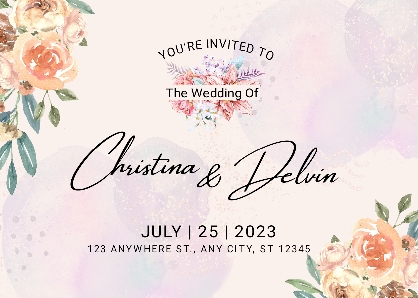 YOU'RE INVITED TO
The Wedding Of
Christina & Delvin
JULY | 25 | 2023
123 ANYWHERE ST., ANY CITY, ST 12345